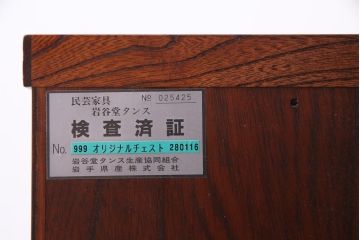 民芸家具 № 025425
岩谷堂タンス
検査済証
No. 999 オリジナルチェスト 280116
岩谷堂タンス生産協同組合
岩手県産株式会社